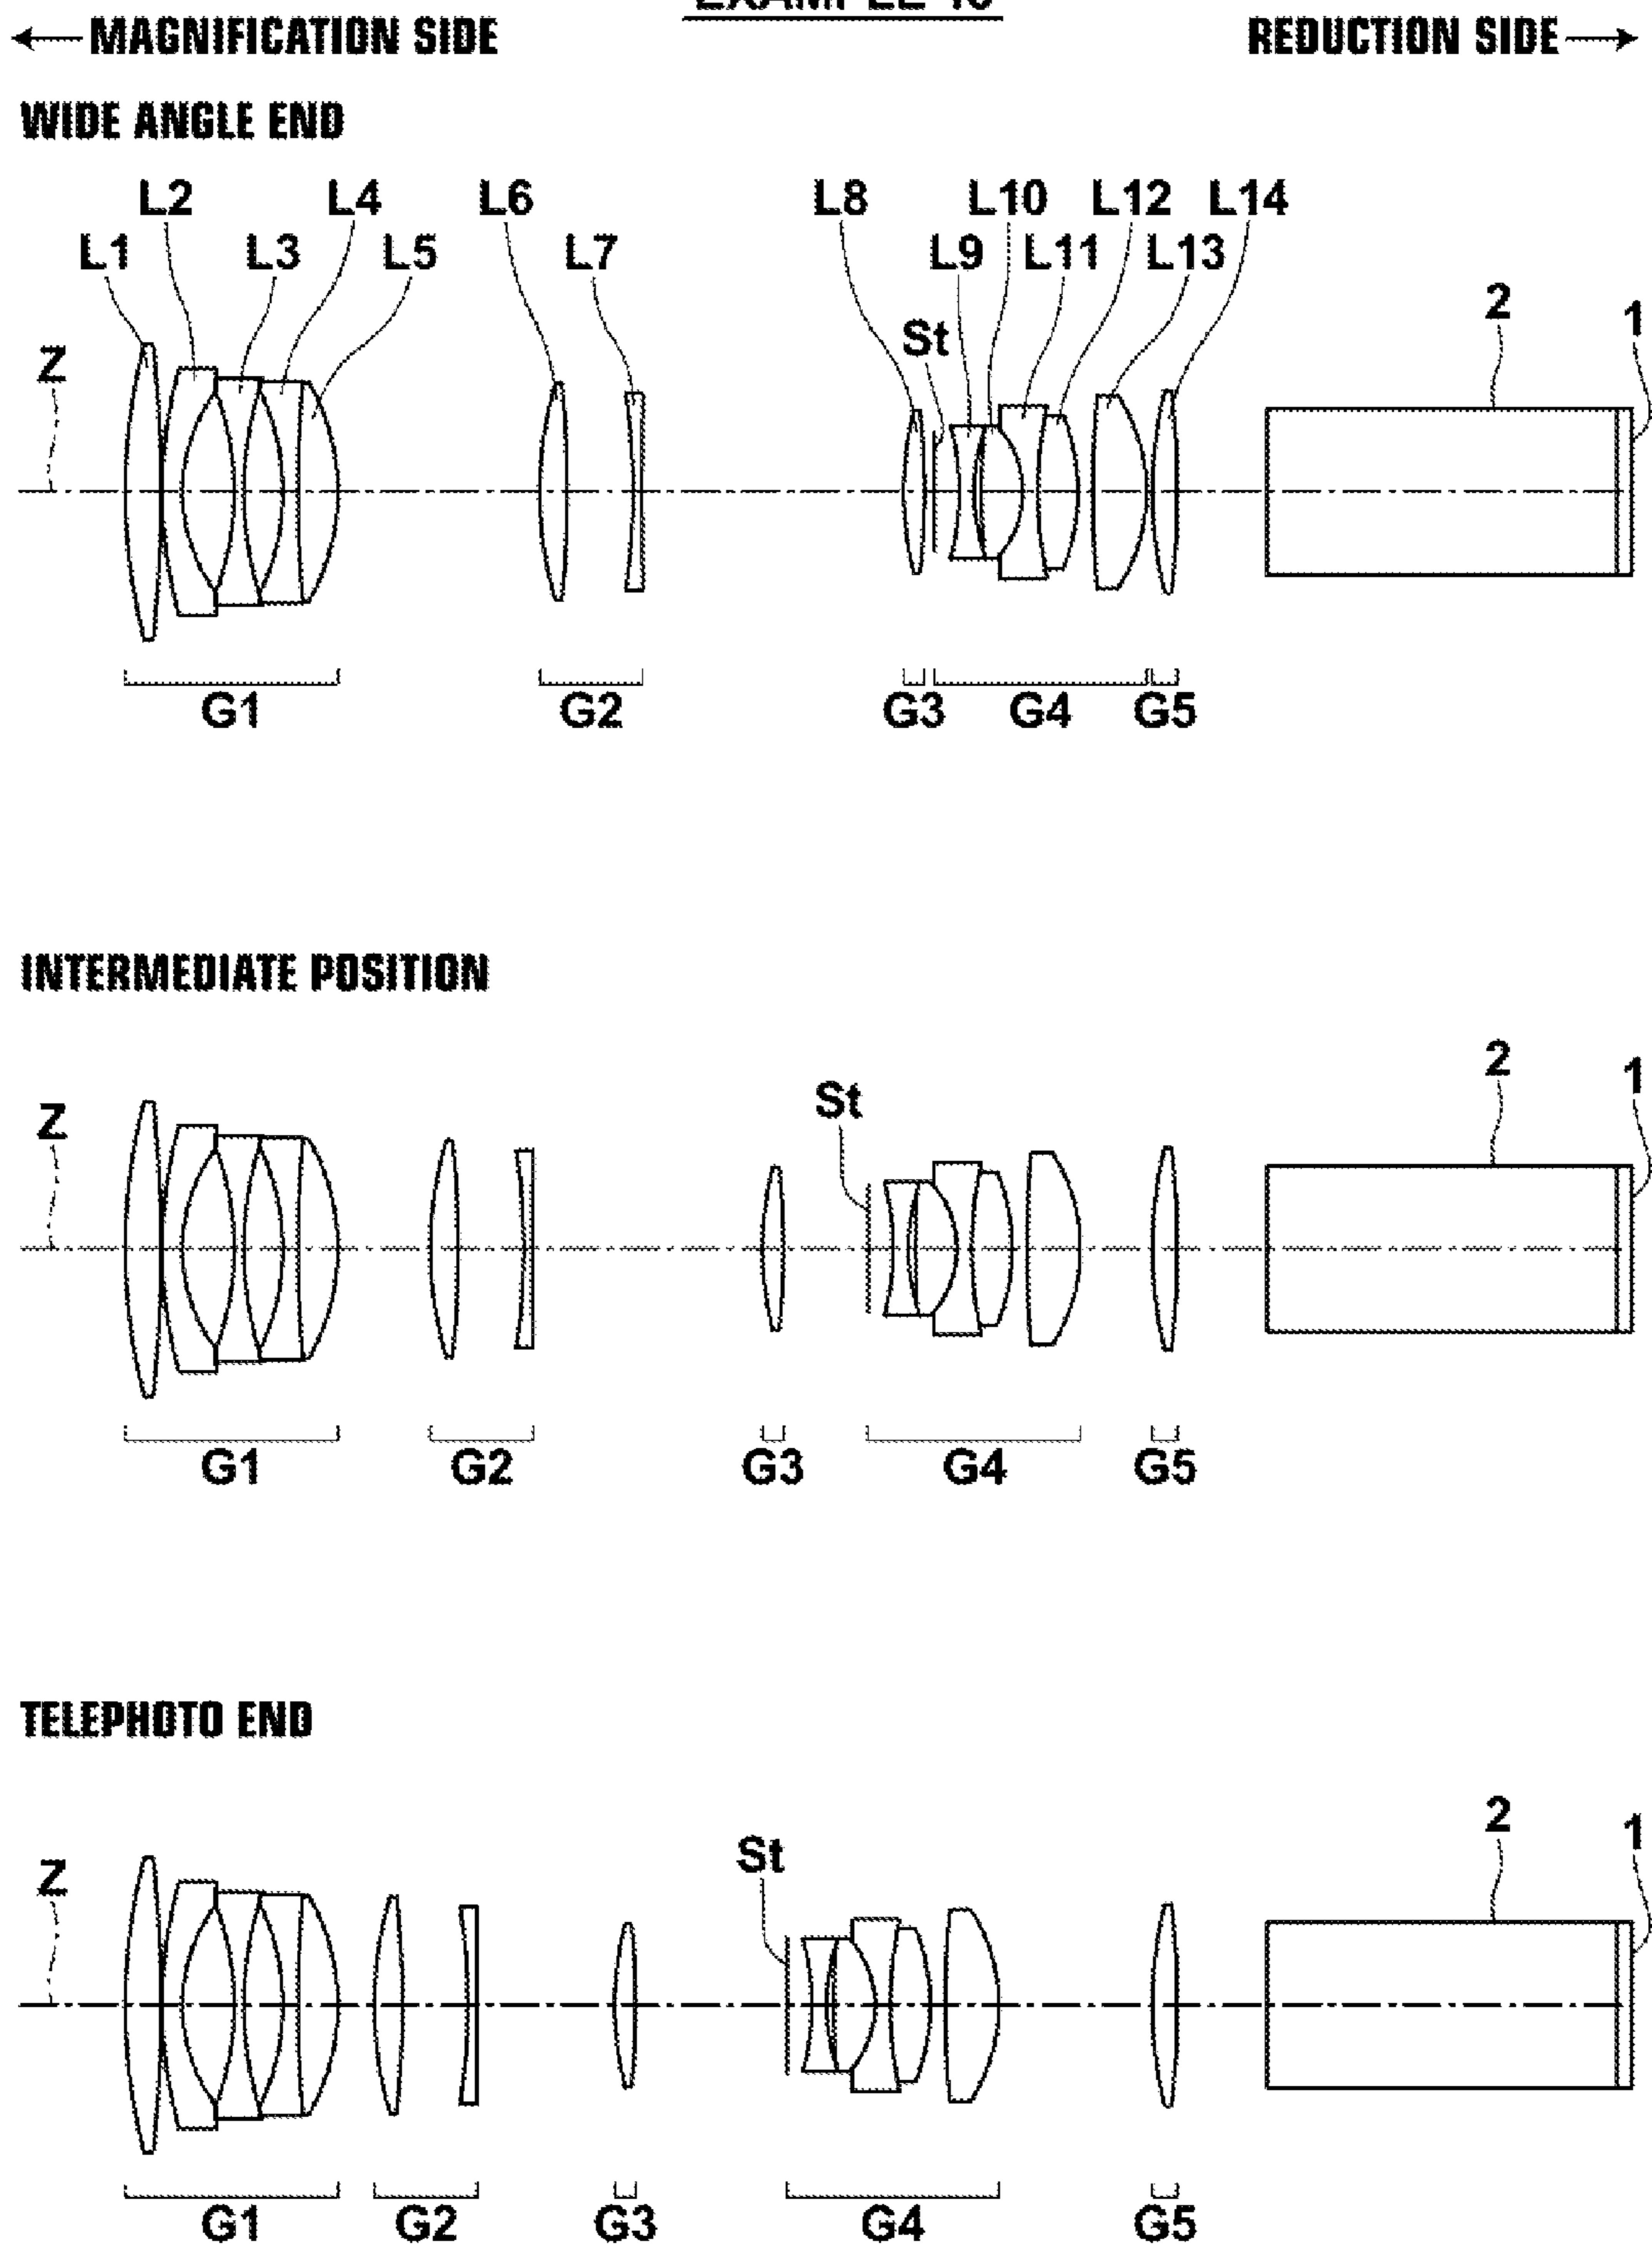 MAGNIFICATION SIDE
REDUCTION SIDE
WIDE ANGLE END
L2 L4 L6 L8 L10 L12 L14
L1 L3 L5 L7 L9 L11 L13
Z St 2 1
G1 G2 G3 G4 G5
INTERMEDIATE POSITION
Z St 2 1
G1 G2 G3 G4 G5
TELEPHOTO END
Z St 2 1
G1 G2 G3 G4 G5